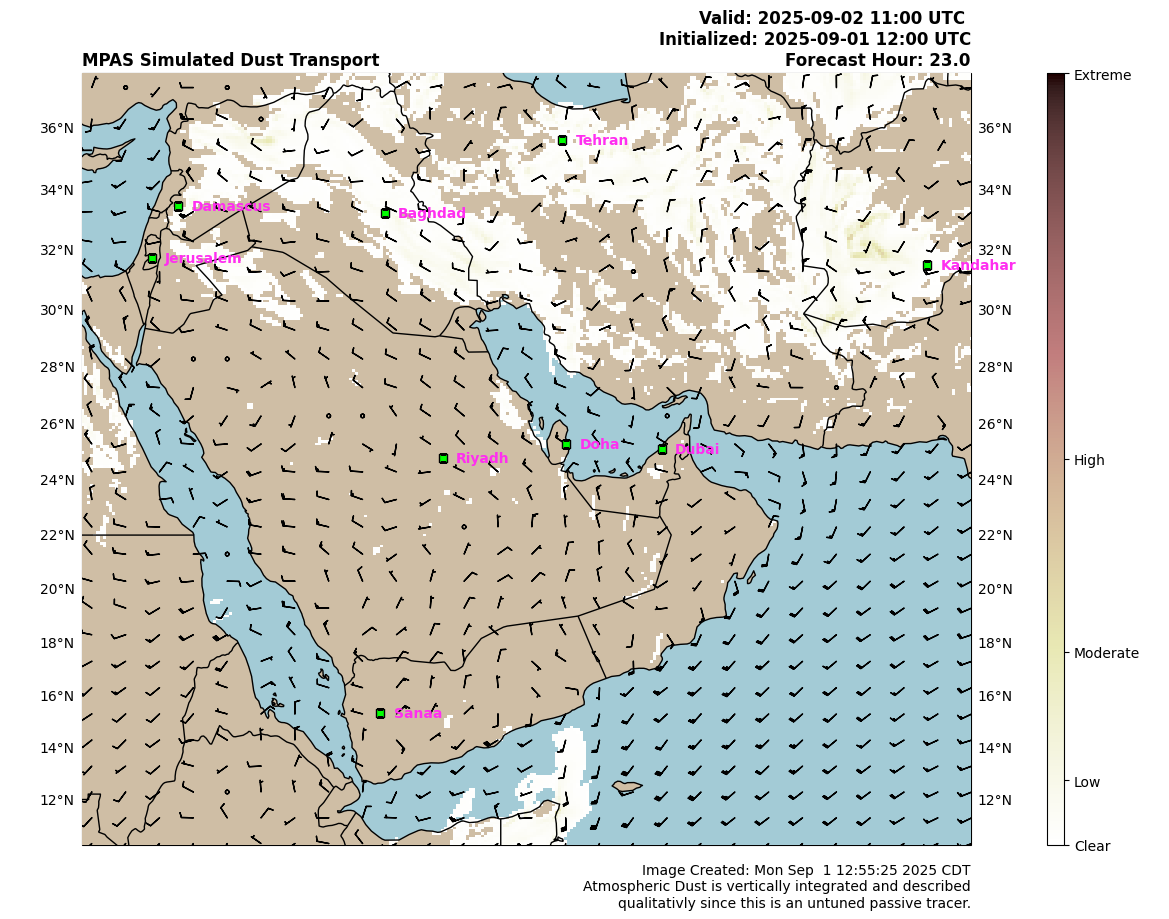 Valid: 2025-09-02 11:00 UTC
Initialized: 2025-09-01 12:00 UTC
MPAS Simulated Dust Transport
Forecast Hour: 23.0
Extreme
36°N
36°N
Tehran
34°N
34°N
Damascus
Baghdad
32°N
32°N
Jerusalem
Kandahar
30°N
30°N
28°N
28°N
26°N
26°N
Doha
Dubai
Riyadh
High
24°N
24°N
22°N
22°N
20°N
20°N
18°N
18°N
Moderate
16°N
16°N
Sanaa
14°N
14°N
Low
12°N
12°N
Clear
Image Created: Mon Sep  1 12:55:25 2025 CDT
Atmospheric Dust is vertically integrated and described
qualitativly since this is an untuned passive tracer.